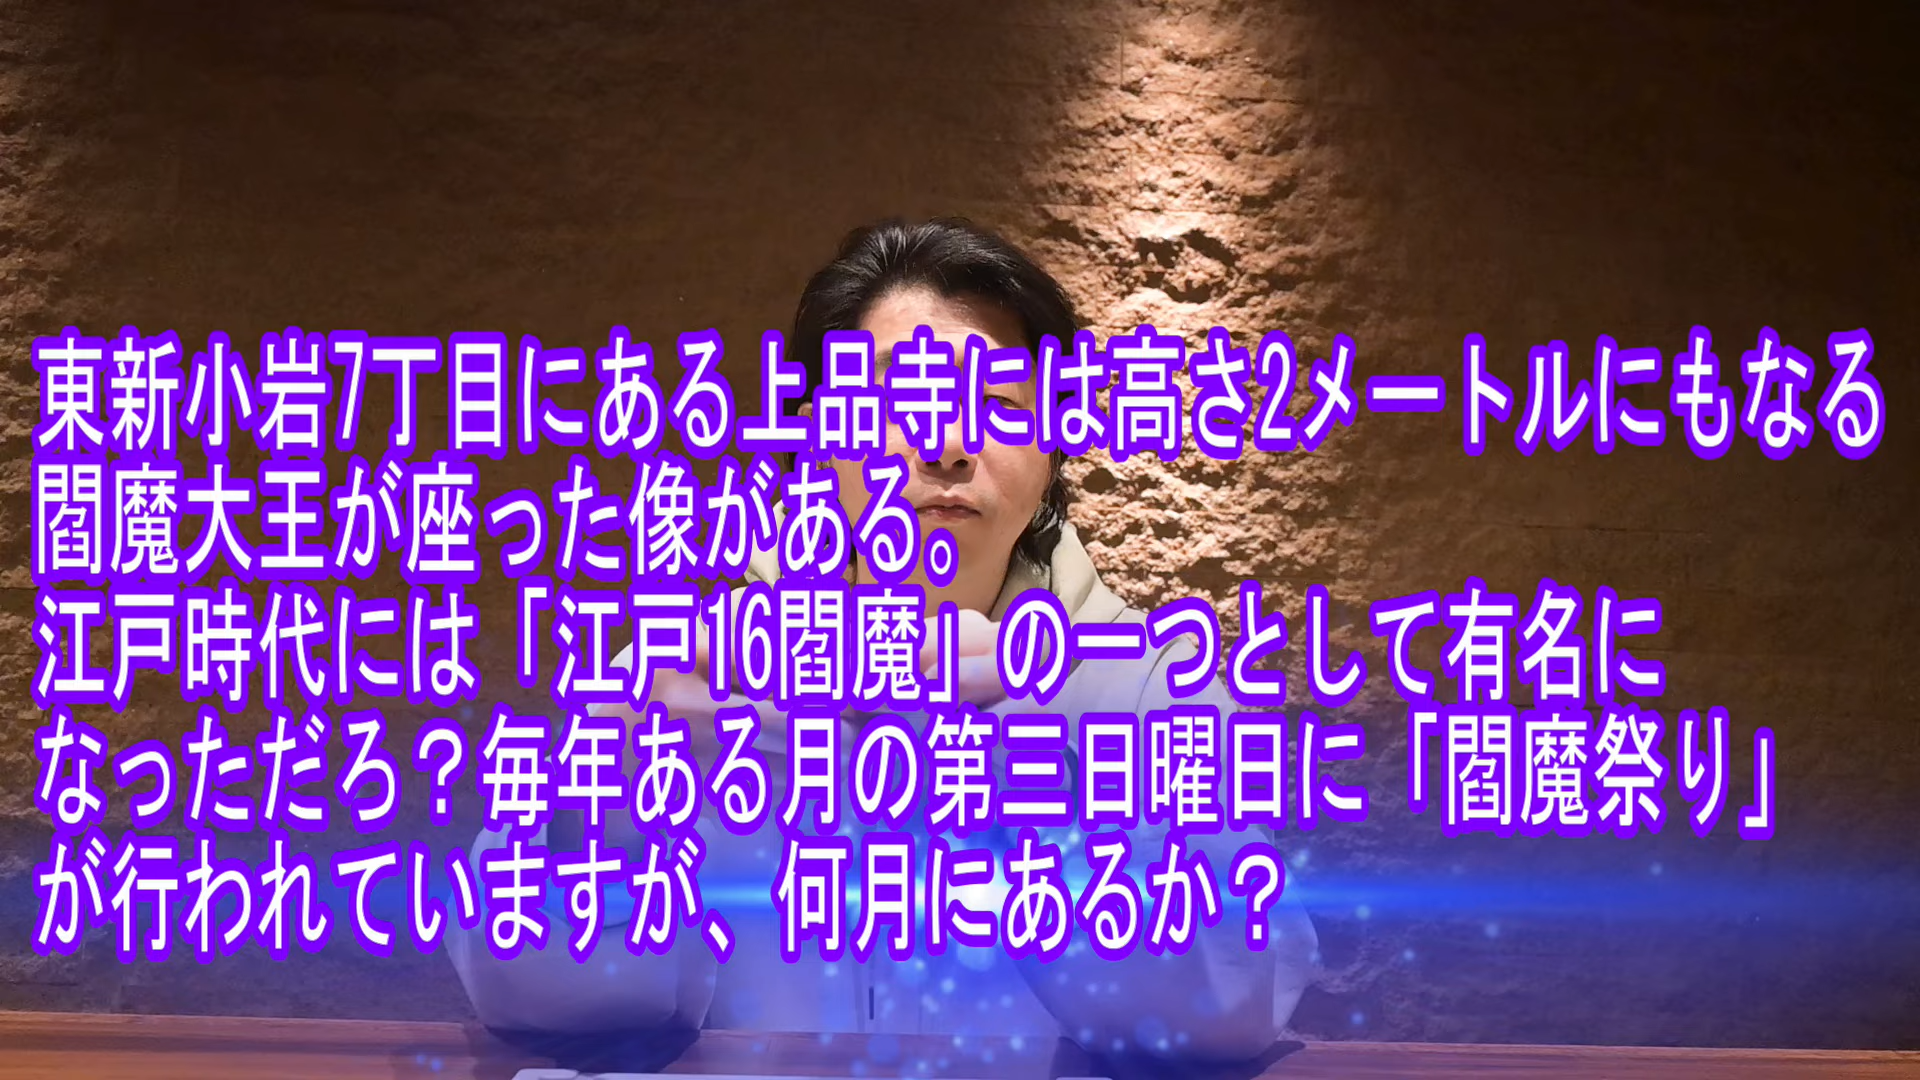 東新小岩7丁目にある上品寺には高さ2メートルにもなる
閻魔大王が座った像がある。
江戸時代には「江戸16閻魔」の一つとして有名に
なっただろ？毎年ある月の第三日曜日に「閻魔祭り」
が行われていますが、何月にあるか？